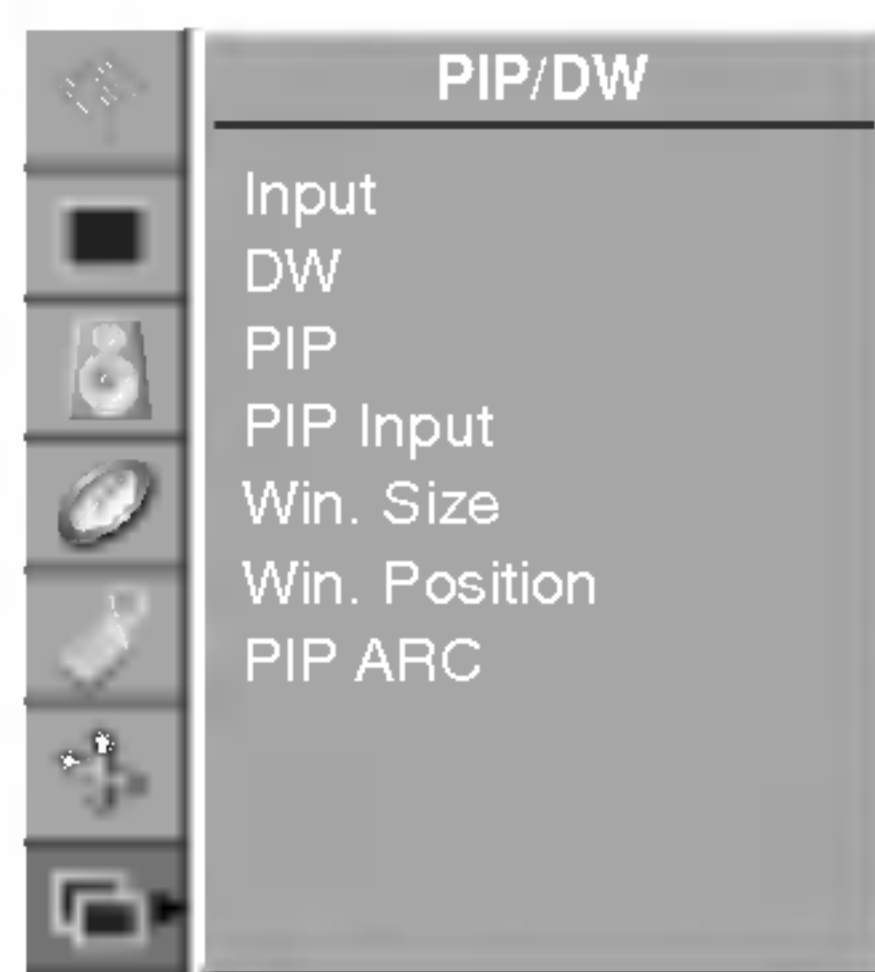 PIP/DW
Input
DW
PIP
PIP Input
Win. Size
Win. Position
PIP ARC